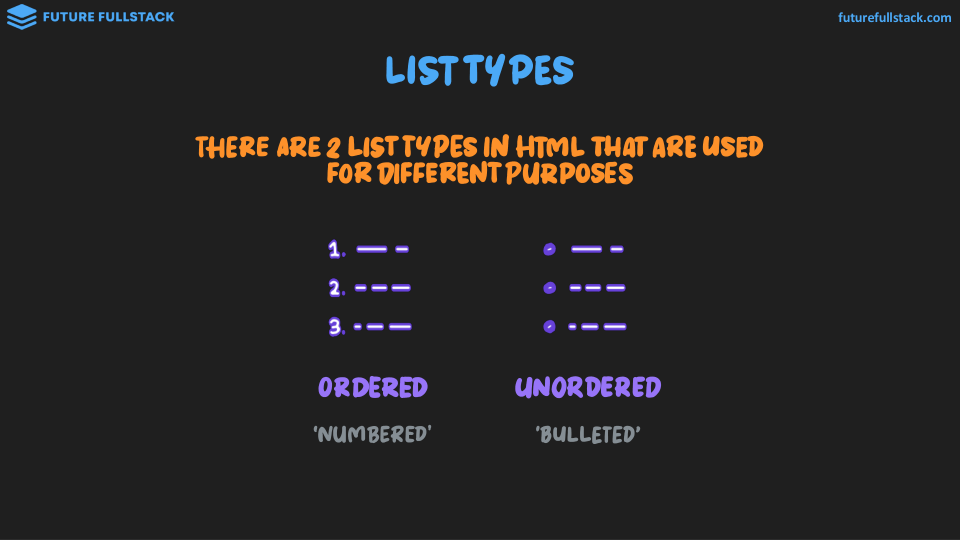 FUTURE FULLSTACK
futurefullstack.com
LIST TYPES
THERE ARE 2 LIST TYPES IN HTML THAT ARE USED
FOR DIFFERENT PURPOSES
1.
2.
3.
ORDERED
UNORDERED
'NUMBERED'
'BULLETED'